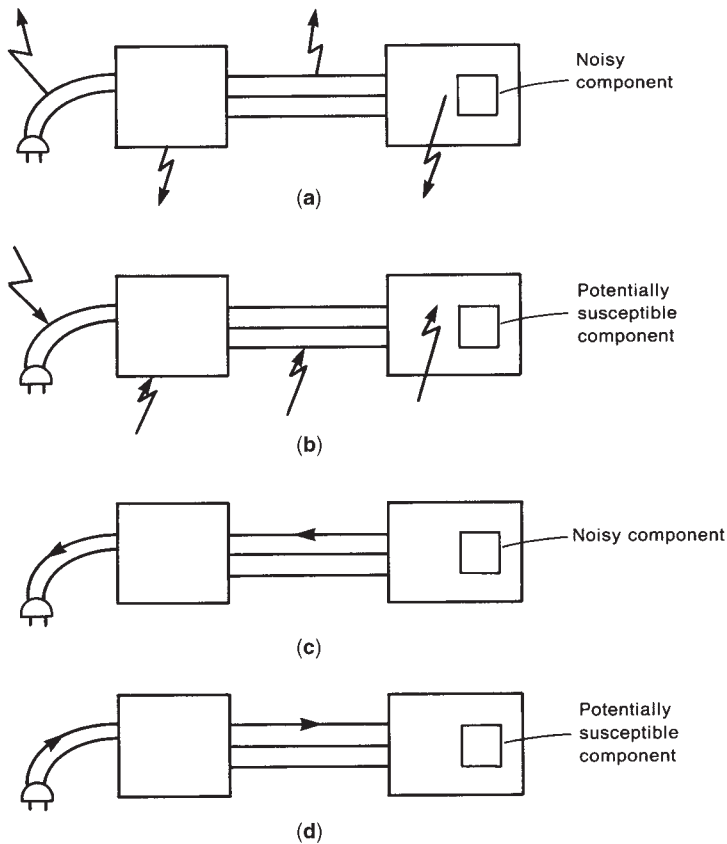 Noisy
component
(a)
Potentially
susceptible
component
(b)
Noisy component
(c)
Potentially
susceptible
component
(d)